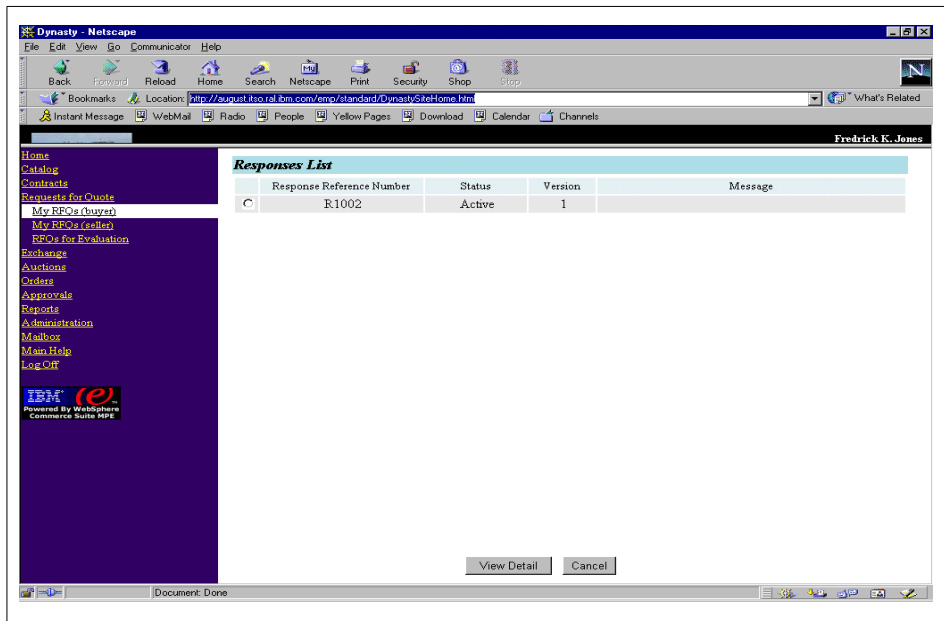 Dynasty - Netscape
File Edit View Go Communicator Help
Back Forward Reload Home Search Netscape Print Security Shop Stop
My
N
Bookmarks Location: http://august.itso.ral.ibm.com/emp/standard/DynastySiteHome.htm What's Related
Instant Message WebMail Radio People Yellow Pages Download Calendar Channels
Fredrick K. Jones
Home
Catalog
Contracts
Requests for Quote
My RFQs (buyer)
My RFQs (seller)
RFQs for Evaluation
Exchange
Auctions
Orders
Approvals
Reports
Administration
Mailbox
Main Help
Log Off
IBM e
Powered By WebSphere
Commerce Suite MPE
Responses List
Response Reference Number Status Version Message
R1002 Active 1
View Detail Cancel
Document: Done